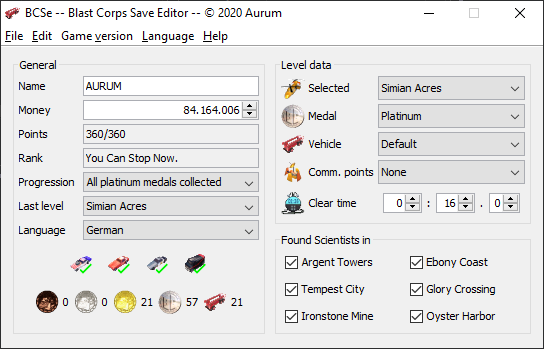 BCSe -- Blast Corps Save Editor -- © 2020 Aurum
File Edit Game version Language Help
General
Name AURUM
Money 84.164.006
Points 360/360
Rank You Can Stop Now.
Progression All platinum medals collected
Last level Simian Acres
Language German
0 0 21 57 21
Level data
Selected Simian Acres
Medal Platinum
Vehicle Default
Comm. points None
Clear time 0 : 16 . 0
Found Scientists in
Argent Towers Ebony Coast
Tempest City Glory Crossing
Ironstone Mine Oyster Harbor